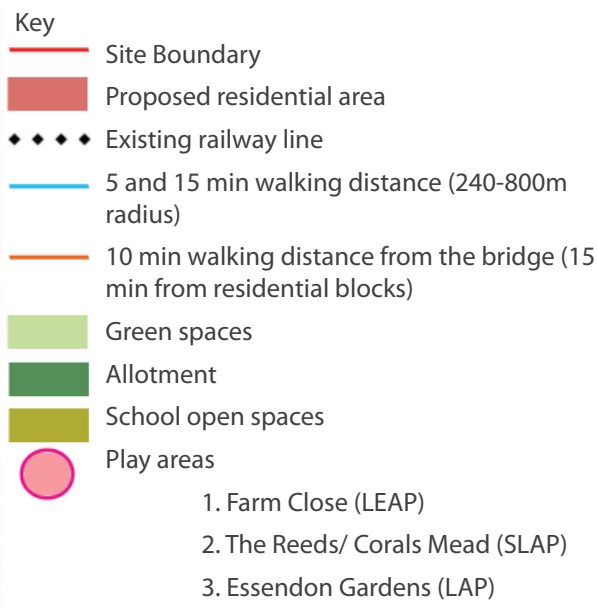 Key
Site Boundary
Proposed residential area
Existing railway line
5 and 15 min walking distance (240-800m
radius)
10 min walking distance from the bridge (15
min from residential blocks)
Green spaces
Allotment
School open spaces
Play areas
1. Farm Close (LEAP)
2. The Reeds/ Corals Mead (SLAP)
3. Essendon Gardens (LAP)